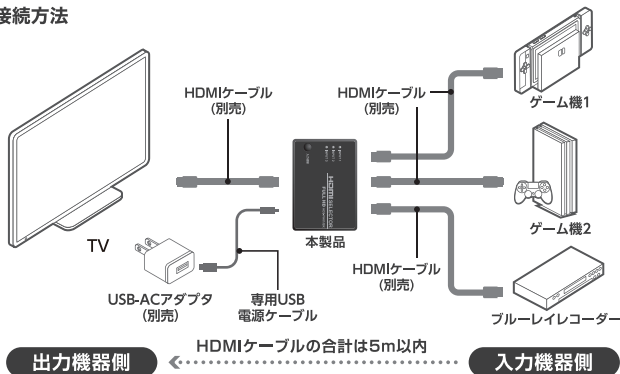 接続方法
HDMIケーブル
(別売)
HDMIケーブル
(別売)
ゲーム機1
HDMI SELECTOR
本製品
TV
ゲーム機2
HDMIケーブル
(別売)
USB-ACアダプタ
(別売)
専用USB
電源ケーブル
ブルーレイレコーダー
HDMIケーブルの合計は5m以内
出力機器側
入力機器側